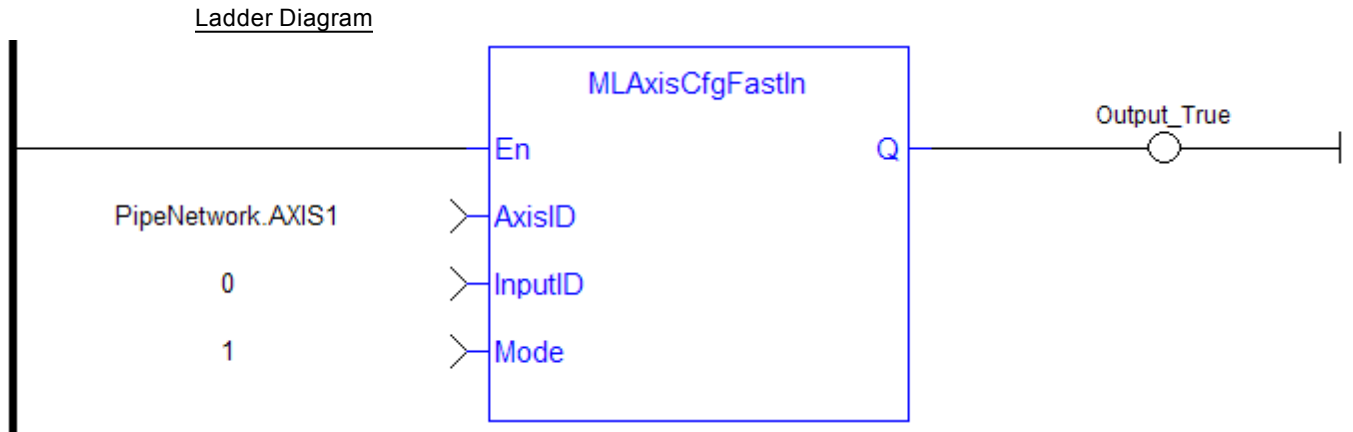 Ladder Diagram
MLAxisCfgFastIn
Output_True
En
Q
PipeNetwork.AXIS1
AxisID
0
InputID
1
Mode